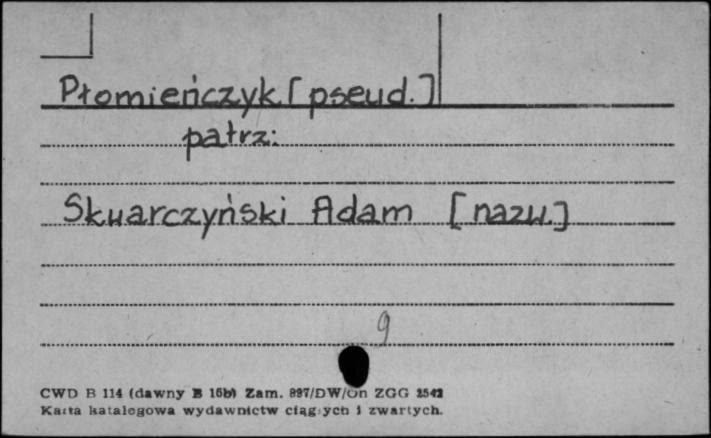 Płomieńczyk [pseud.]
patrz:
Skwarczyński Adam [nazw.]
9
CWD B 114 (dawny B 16b) Zam. 897/DW/On ZGG 2542
Karta katalogowa wydawnictw ciągłych i zwartych.